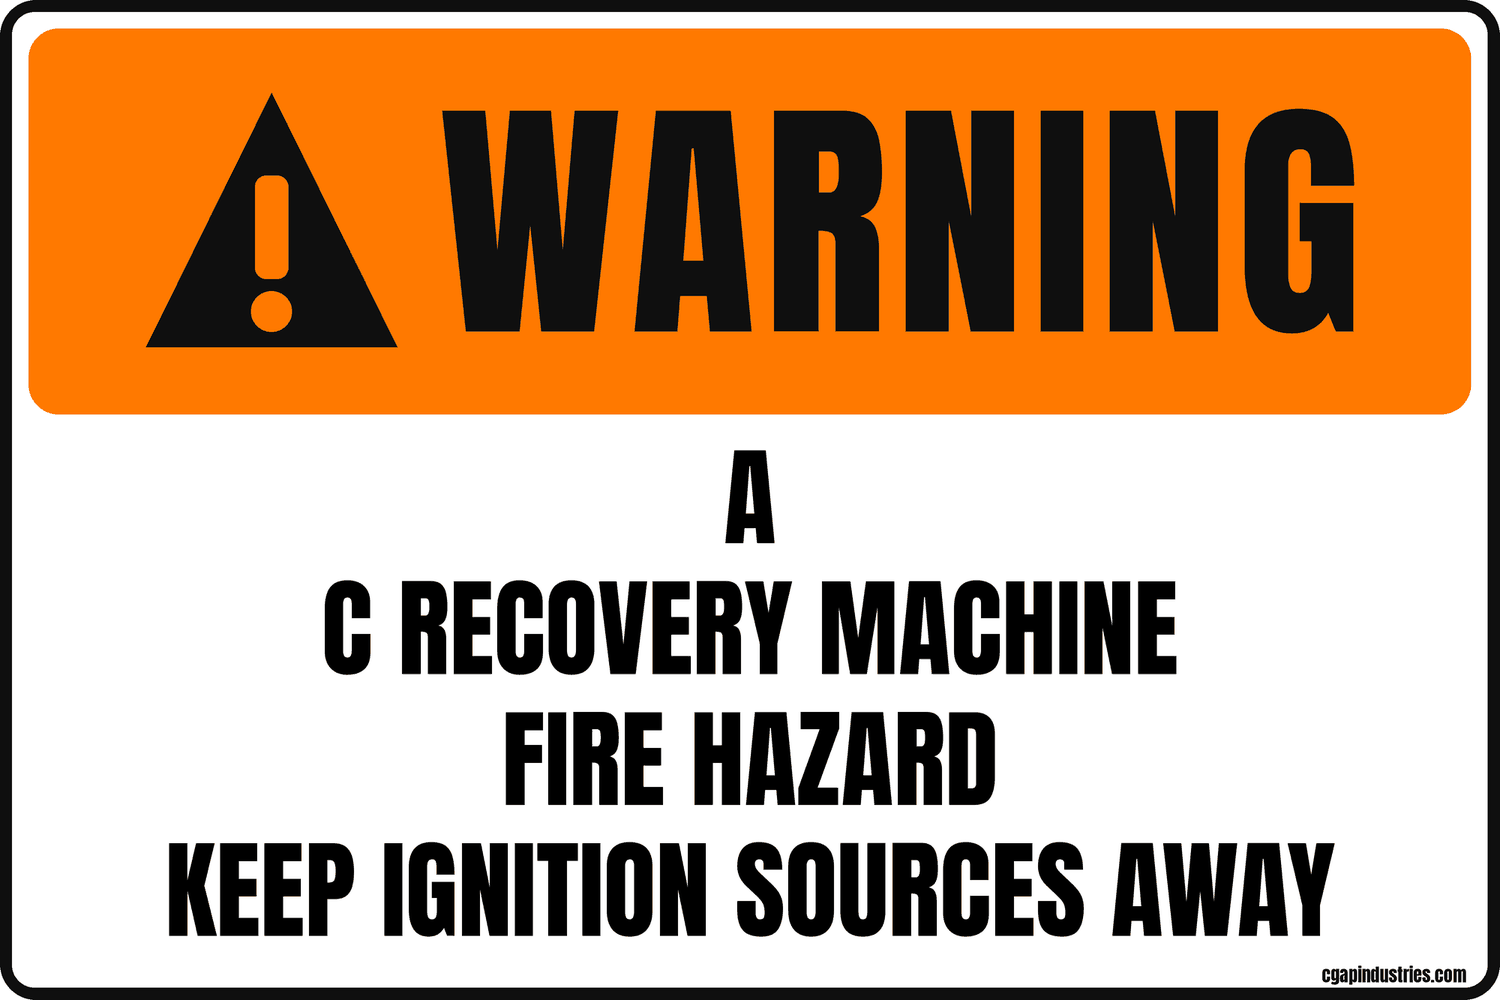 WARNING
A
C RECOVERY MACHINE
FIRE HAZARD
KEEP IGNITION SOURCES AWAY
cgapindustries.com